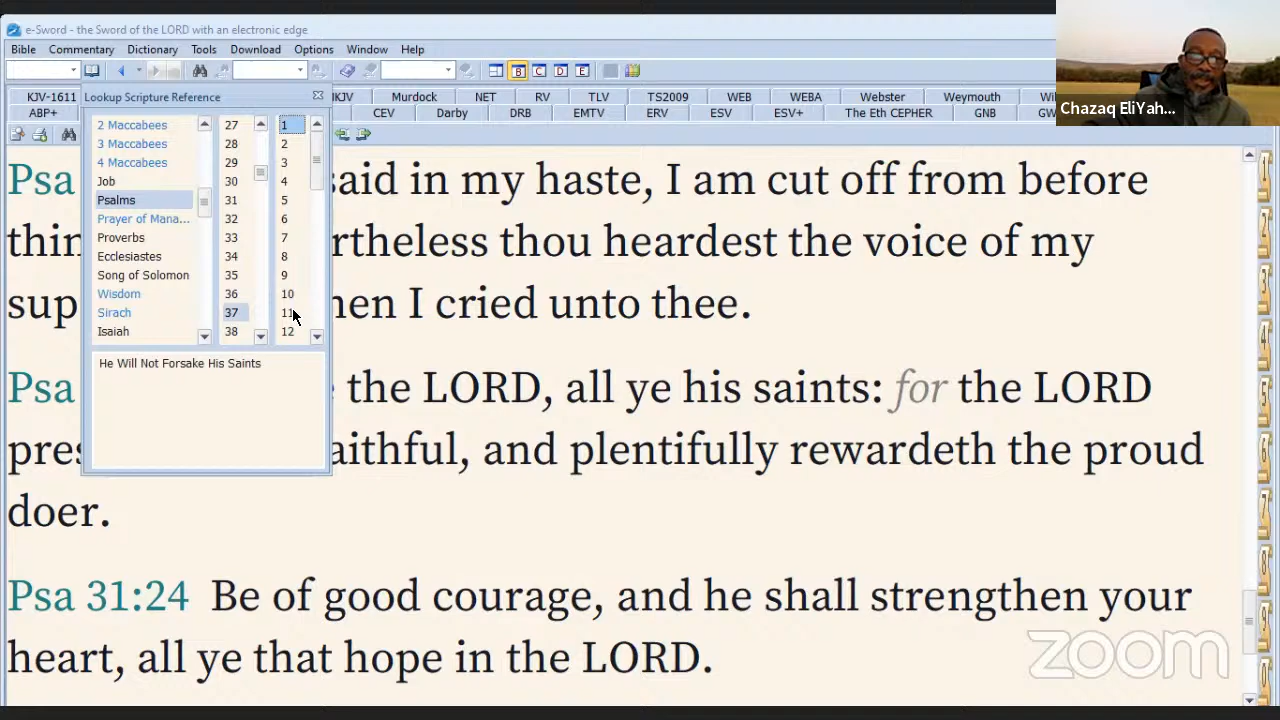 e-Sword - the Sword of the LORD with an electronic edge
Bible Commentary Dictionary Tools Download Options Window Help
B C D E
KJV-1611 Murdock NET RV TLV TS2009 WEB WEBA Webster Weymouth
ABP+ CEV Darby DRB EMTV ERV ESV ESV+ The Eth CEPHER GNB
Chazaq EliYah...
Lookup Scripture Reference
2 Maccabees 27 1
3 Maccabees 28 2
4 Maccabees 29 3
Job 30 4
Psalms 31 5
Prayer of Mana... 32 6
Proverbs 33 7
Ecclesiastes 34 8
Song of Solomon 35 9
Wisdom 36 10
Sirach 37 11
Isaiah 38 12
He Will Not Forsake His Saints
Psa said in my haste, I am cut off from before
thin rtheless thou heardest the voice of my
sup hen I cried unto thee.
Psa the LORD, all ye his saints: for the LORD
pres aithful, and plentifully rewardeth the proud
doer.
Psa 31:24 Be of good courage, and he shall strengthen your
heart, all ye that hope in the LORD.
zoom